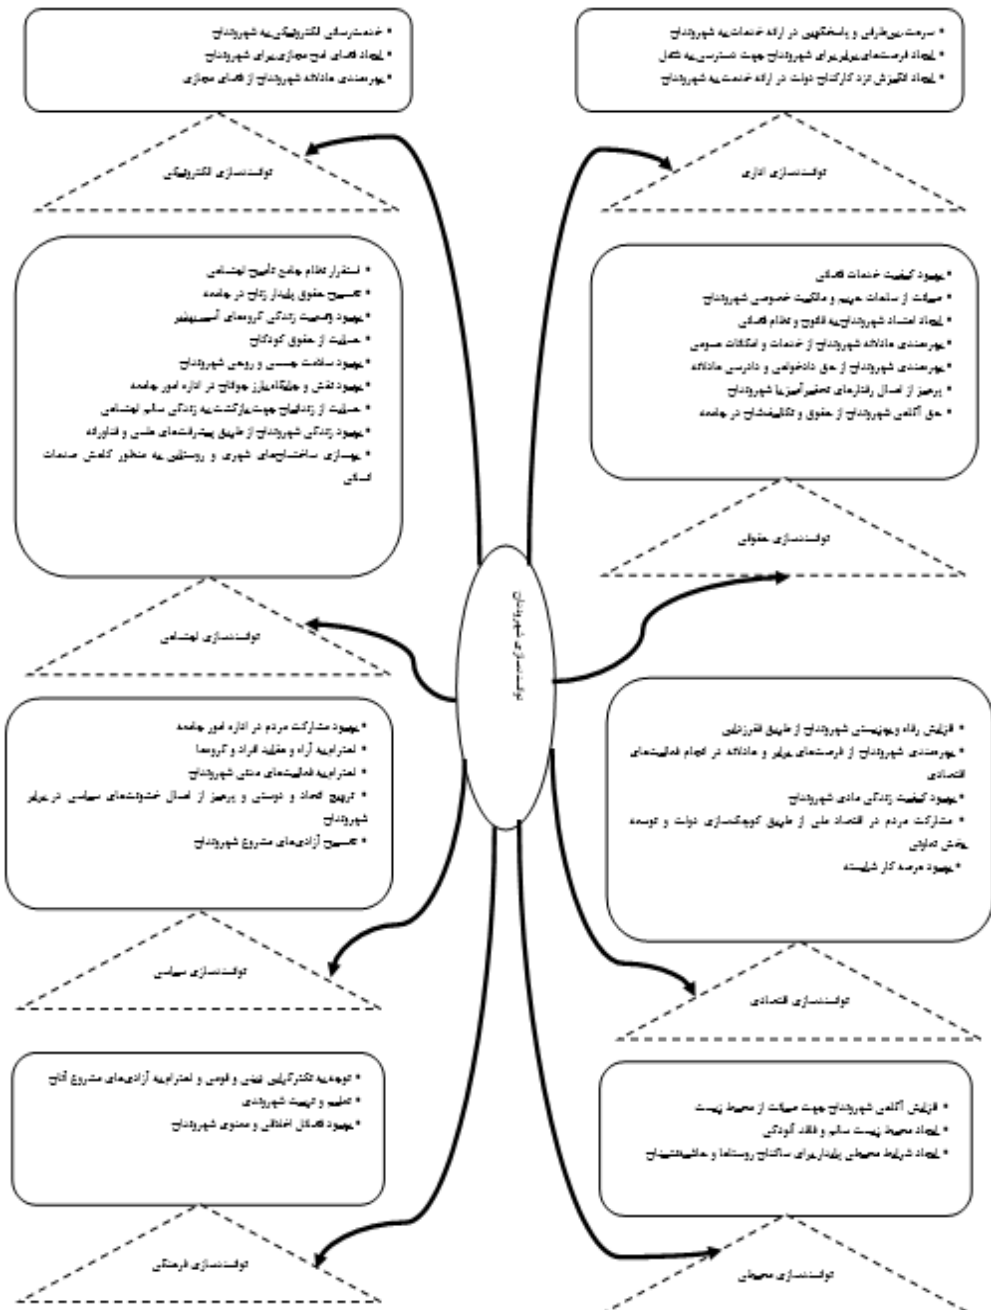 • سرعت، بی‌طرفی و پاسخگویی در ارائه خدمات به شهروندان
• ایجاد فرصت‌های برابر برای شهروندان جهت دسترسی به شغل
• ایجاد انگیزش نزد کارکنان دولت در ارائه خدمت به شهروندان
توانمندسازی اداری
• خدمت‌رسانی الکترونیکی به شهروندان
• ایجاد فضای امن مجازی برای شهروندان
• بهره‌مندی عادلانه شهروندان از فضای مجازی
توانمندسازی الکترونیکی
• بهبود کیفیت خدمات قضائی
• صیانت از ساحات حریم و مالکیت خصوصی شهروندان
• ایجاد اعتماد شهروندان به قانون و نظام قضائی
• بهره‌مندی عادلانه شهروندان از خدمات و امکانات عمومی
• بهره‌مندی شهروندان از حق دادخواهی و دادرسی عادلانه
• پرهیز از اعمال رفتارهای تحقیرآمیز با شهروندان
• حق آگاهی شهروندان از حقوق و تکالیفشان در جامعه
توانمندسازی حقوقی
• استقرار نظام جامع تأمین اجتماعی
• تضمین حقوق پایدار زنان در جامعه
• بهبود وضعیت زندگی گروه‌های آسیب‌پذیر
• حمایت از حقوق کودکان
• بهبود سلامت جسمی و روحی شهروندان
• بهبود نقش و جایگاه بارز جوانان در اداره امور جامعه
• حمایت از زندانیان جهت بازگشت به زندگی سالم اجتماعی
• بهبود زندگی شهروندان از طریق پیشرفت‌های علمی و فناورانه
• بهسازی ساختمان‌های شهری و روستایی به منظور کاهش صدمات
انسانی
توانمندسازی اجتماعی
توانمندسازی شهروندان
• افزایش رفاه و بهزیستی شهروندان از طریق فقرزدایی
• بهره‌مندی شهروندان از فرصت‌های برابر و عادلانه در انجام فعالیت‌های
اقتصادی
• بهبود کیفیت زندگی مادی شهروندان
• مشارکت مردم در اقتصاد ملی از طریق کوچک‌سازی دولت و توسعه
بخش تعاونی
• بهبود عرصه کار شایسته
توانمندسازی اقتصادی
• بهبود مشارکت مردم در اداره امور جامعه
• احترام به آراء و عقاید افراد و گروه‌ها
• احترام به فعالیت‌های مدنی شهروندان
• ترویج اتحاد و دوستی و پرهیز از اعمال خشونت‌های سیاسی در برابر
شهروندان
• تضمین آزادی‌های مشروع شهروندان
توانمندسازی سیاسی
• افزایش آگاهی شهروندان جهت صیانت از محیط زیست
• ایجاد محیط زیست سالم و فاقد آلودگی
• ایجاد شرایط محیطی پایدار برای ساکنان روستاها و حاشیه‌نشینان
توانمندسازی محیطی
• توجه به تکثرگرایی دینی و قومی و احترام به آزادی‌های مشروع آنان
• تعلیم و تربیت شهروندی
• بهبود فضائل اخلاقی و معنوی شهروندان
توانمندسازی فرهنگی